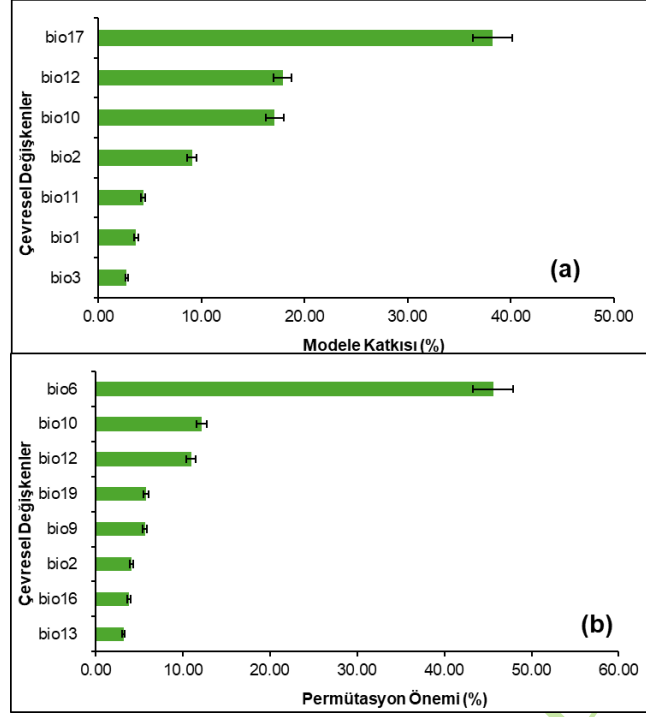 Çevresel Değişkenler
bio17
bio12
bio10
bio2
bio11
bio1
bio3
(a)
0.00 10.00 20.00 30.00 40.00 50.00
Modele Katkısı (%)
Çevresel Değişkenler
bio6
bio10
bio12
bio19
bio9
bio2
bio16
bio13
(b)
0.00 10.00 20.00 30.00 40.00 50.00 60.00
Permütasyon Önemi (%)